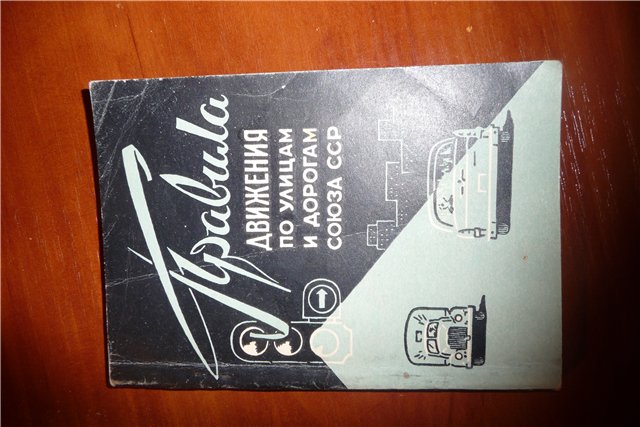 Правила
ДВИЖЕНИЯ
ПО УЛИЦАМ
И ДОРОГАМ
СОЮЗА ССР